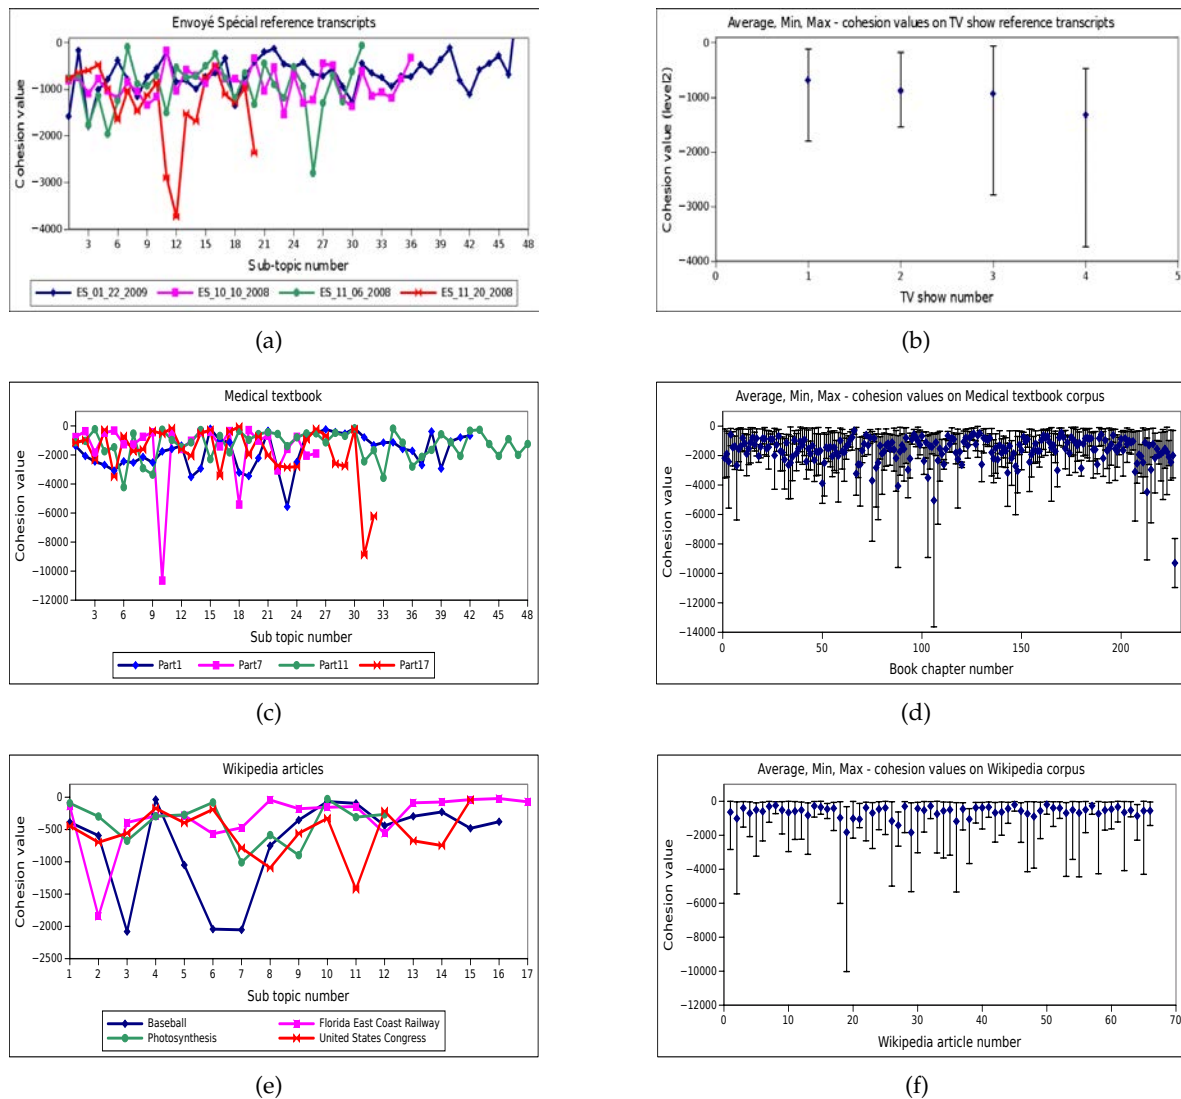 Envoyé Spécial reference transcripts
Cohesion value
0
−1000
−2000
−3000
−4000
3 6 9 12 15 18 21 24 27 30 33 36 39 42 45 48
Sub-topic number
ES_01_22_2009 ES_10_10_2008 ES_11_06_2008 ES_11_20_2008
(a)
Average, Min, Max - cohesion values on TV show reference transcripts
Cohesion value (level2)
0
−1000
−2000
−3000
−4000
0 1 2 3 4 5
TV show number
(b)
Medical textbook
Cohesion value
0
−2000
−4000
−6000
−8000
−10000
−12000
3 6 9 12 15 18 21 24 27 30 33 36 39 42 45 48
Sub topic number
Part1 Part7 Part11 Part17
(c)
Average, Min, Max - cohesion values on Medical textbook corpus
Cohesion value
0
−2000
−4000
−6000
−8000
−10000
−12000
−14000
0 50 100 150 200
Book chapter number
(d)
Wikipedia articles
Cohesion value
0
−500
−1000
−1500
−2000
−2500
1 2 3 4 5 6 7 8 9 10 11 12 13 14 15 16 17
Sub topic number
Baseball Florida East Coast Railway
Photosynthesis United States Congress
(e)
Average, Min, Max - cohesion values on Wikipedia corpus
Cohesion value
0
−2000
−4000
−6000
−8000
−10000
−12000
0 10 20 30 40 50 60 70
Wikipedia article number
(f)